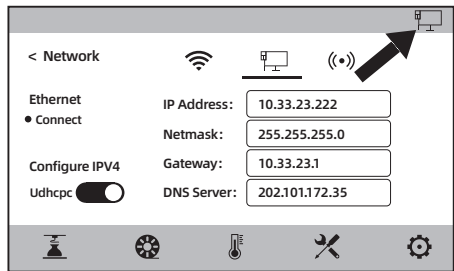 < Network
Ethernet
Connect
IP Address: 10.33.23.222
Netmask: 255.255.255.0
Configure IPV4
Gateway: 10.33.23.1
Udhcpc
DNS Server: 202.101.172.35